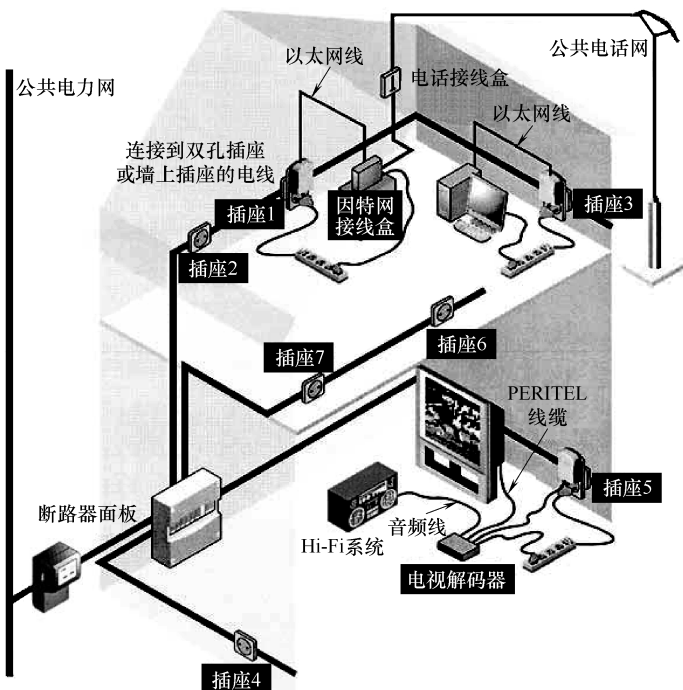 公共电话网
电话接线盒
以太网线
公共电力网
以太网线
连接到双孔插座
或墙上插座的电线
插座1
因特网
接线盒
插座3
插座2
插座7
插座6
PERITEL
线缆
插座5
断路器面板
音频线
Hi-Fi系统
电视解码器
插座4